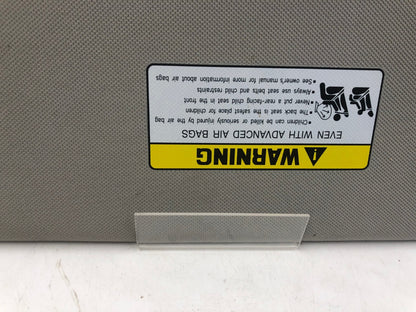 WARNING
EVEN WITH ADVANCED AIR BAGS
• Children can be killed or seriously injured by the air bag
• The back seat is the safest place for children
• Never put a rear-facing child seat in the front
• Always use seat belts and child restraints
• See owner's manual for more information about air bags